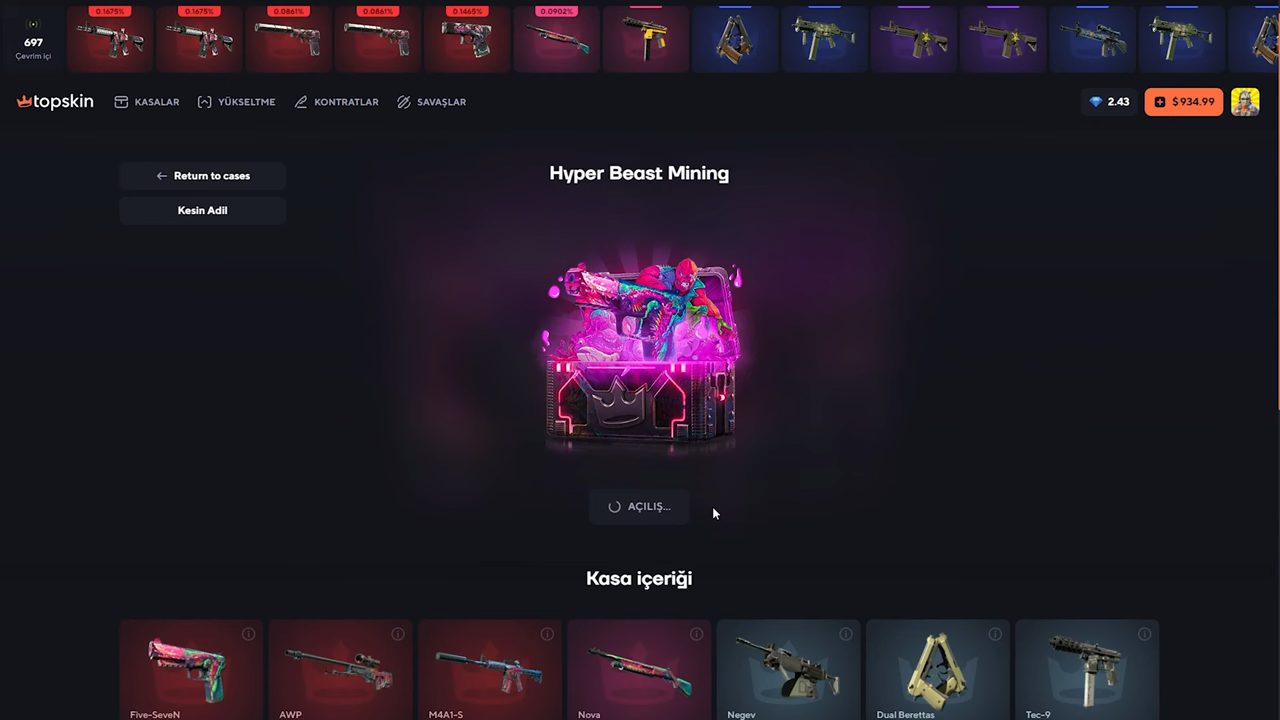 0.1675%
0.1675%
0.0861%
0.0861%
0.1465%
0.0902%
697
Çevrim içi
topskin
KASALAR
YÜKSELTME
KONTRATLAR
SAVAŞLAR
2.43
$934.99
← Return to cases
Kesin Adil
Hyper Beast Mining
AÇILIŞ...
Kasa içeriği
Five-SeveN
AWP
M4A1-S
Nova
Negev
Dual Berettas
Tec-9